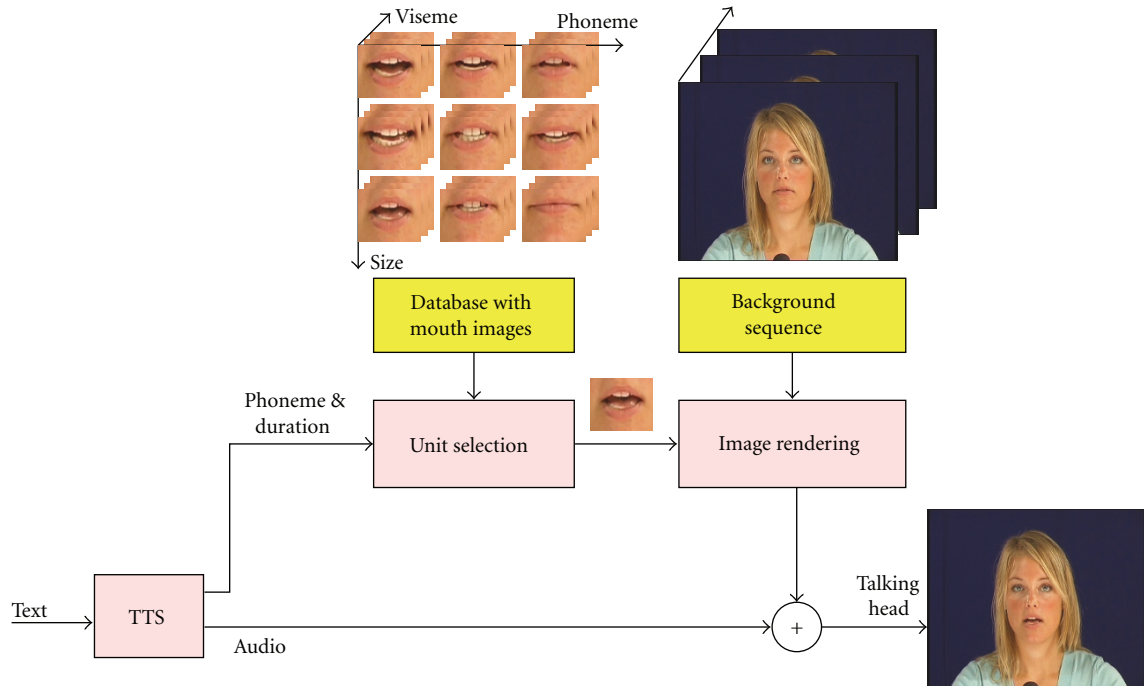 Viseme
Phoneme
Size
Database with
mouth images
Background
sequence
Phoneme &
duration
Unit selection
Image rendering
Text
TTS
Audio
+
Talking
head